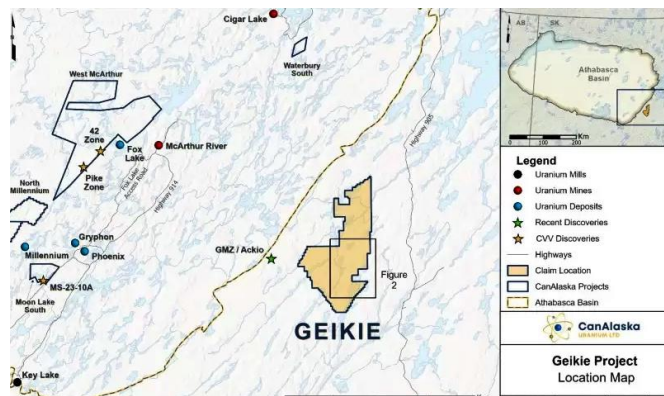 Cigar Lake
Waterbury
South
West McArthur
42
Zone
Fox
Lake
McArthur River
Pike
Zone
Fox Lake
Access Road
Highway 914
Highway 905
North
Millennium
Gryphon
Millennium
Phoenix
MS-23-10A
Moon Lake
South
GMZ / Ackio
Figure
2
GEIKIE
Key Lake
AB
SK
Athabasca
Basin
0
100
200
Km
Legend
Uranium Mills
Uranium Mines
Uranium Deposits
Recent Discoveries
CVV Discoveries
Highways
Claim Location
CanAlaska Projects
Athabasca Basin
CanAlaska
URANIUM LTD
Geikie Project
Location Map